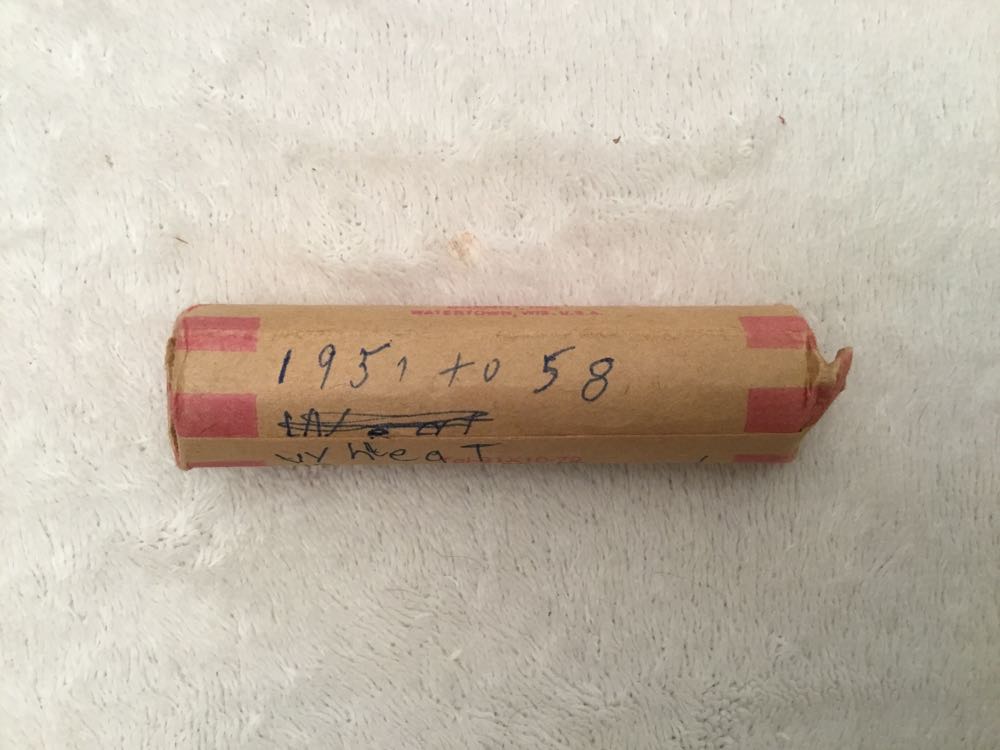 WATERTOWN, WIS. U.S.A.
1951 to 58
Wheat